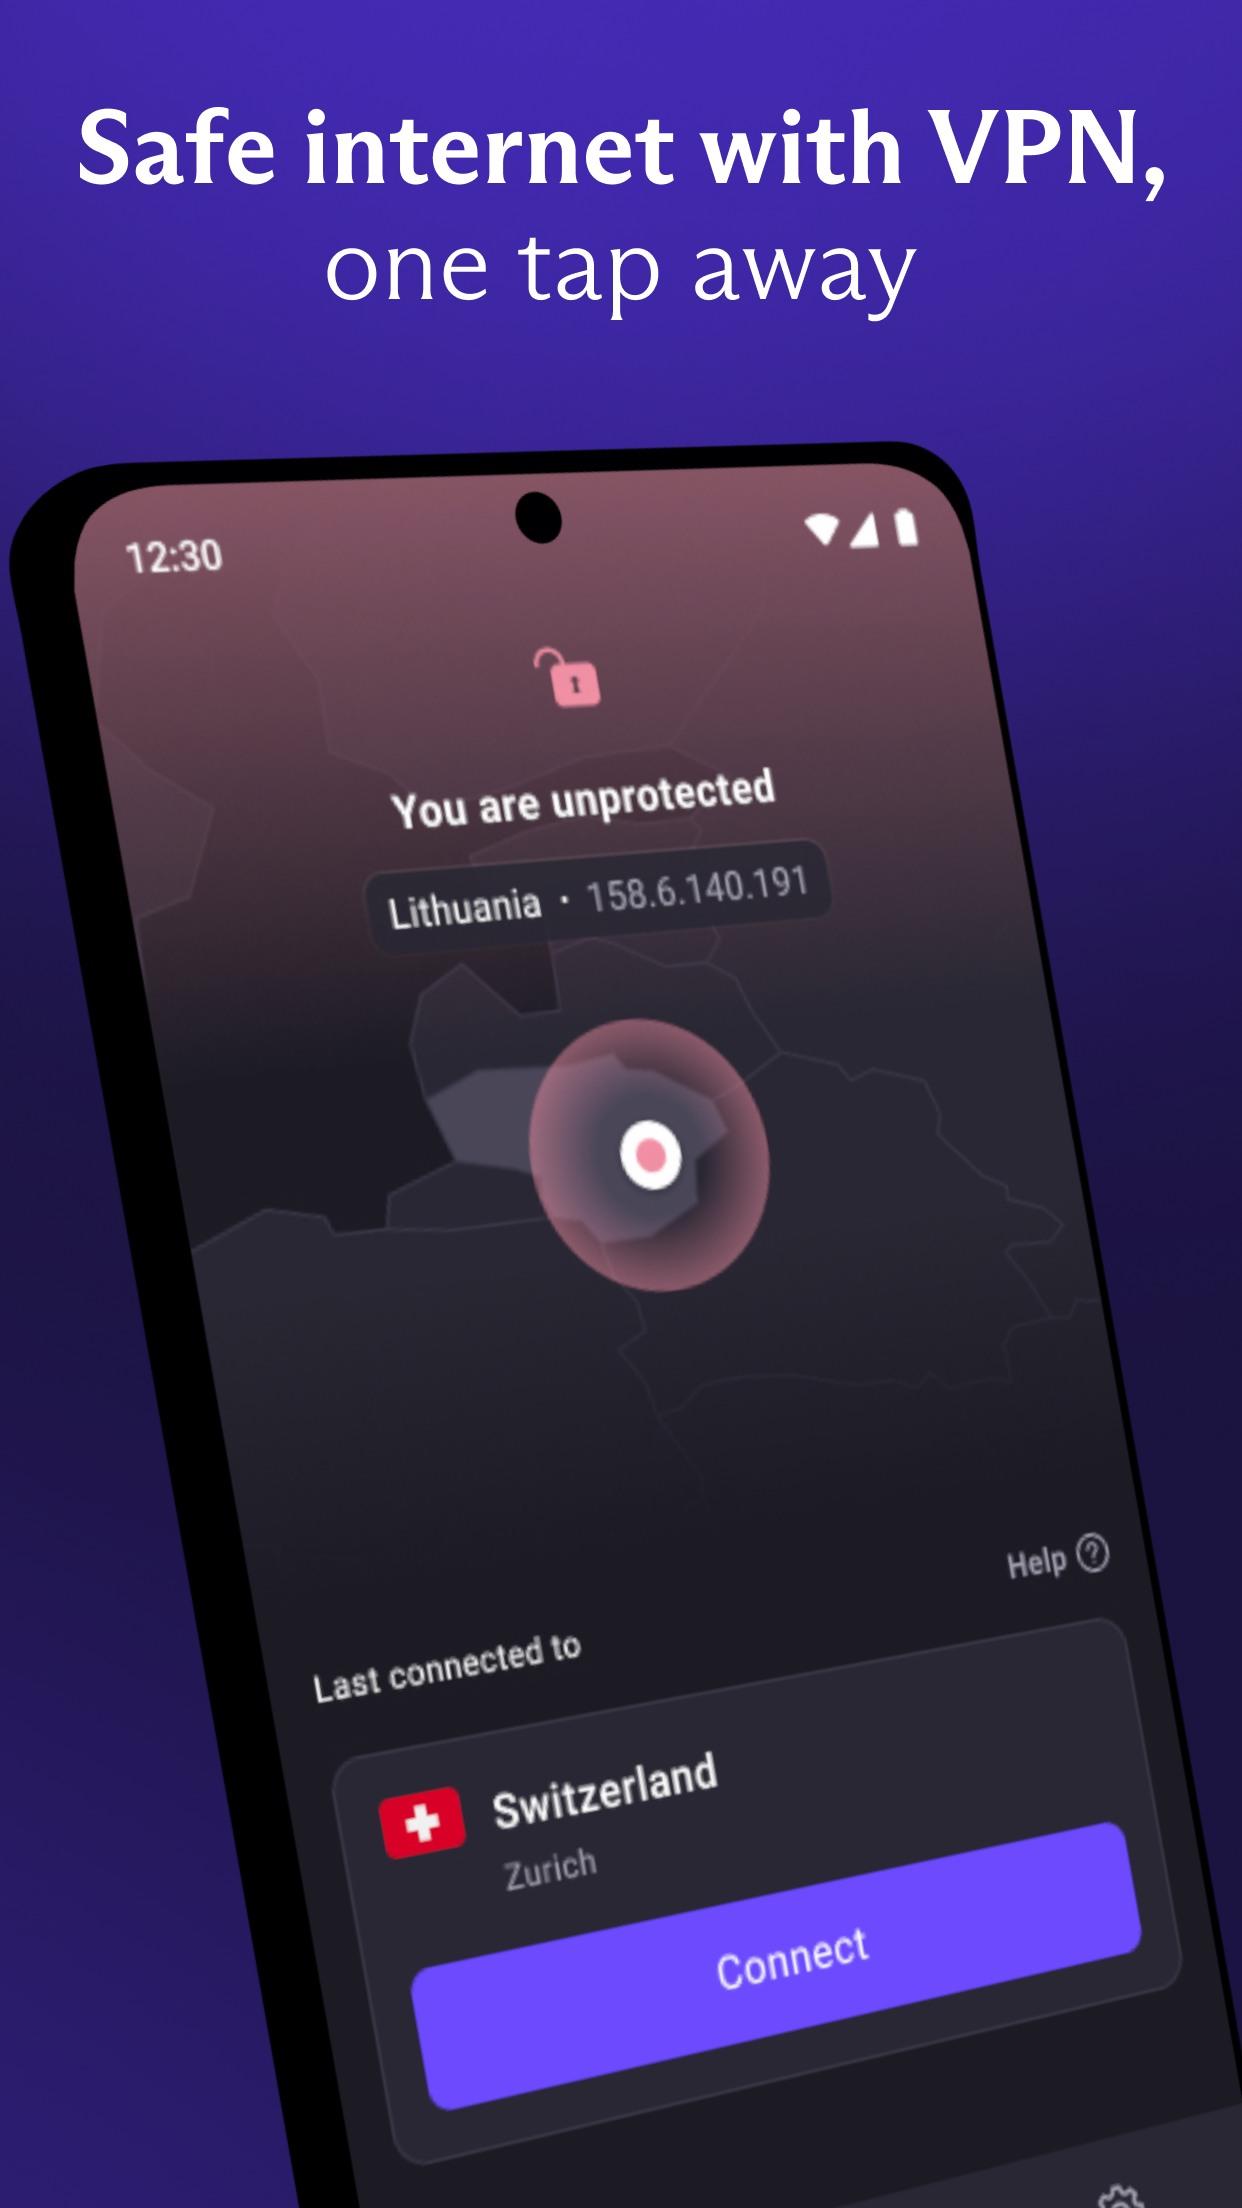 Safe internet with VPN,
one tap away
12:30
You are unprotected
Lithuania · 158.6.140.191
Help ?
Last connected to
Switzerland
Zurich
Connect